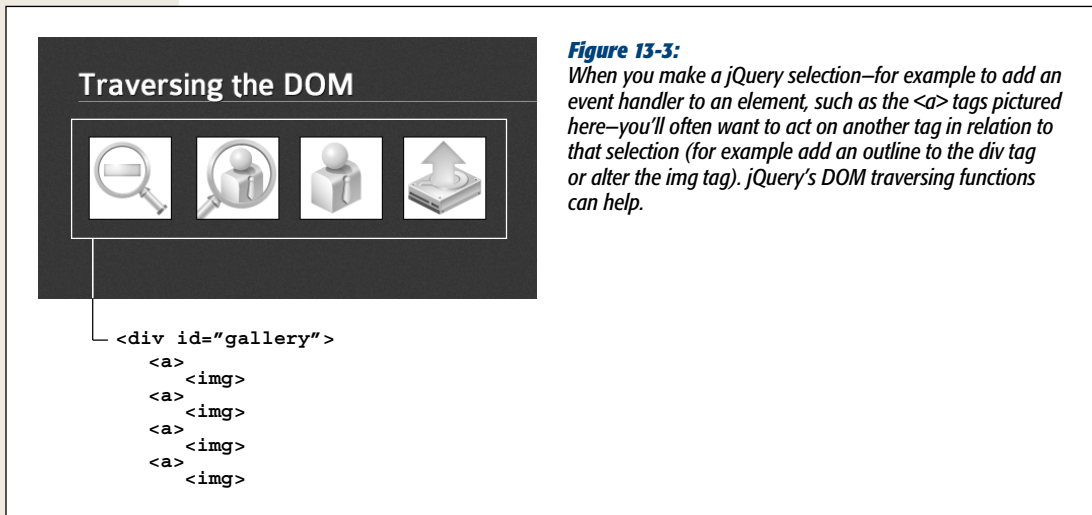 Traversing the DOM
<div id="gallery">
<a>
<img>
<a>
<img>
<a>
<img>
<a>
<img>
Figure 13-3:
When you make a jQuery selection—for example to add an
event handler to an element, such as the <a> tags pictured
here—you'll often want to act on another tag in relation to
that selection (for example add an outline to the div tag
or alter the img tag). jQuery's DOM traversing functions
can help.